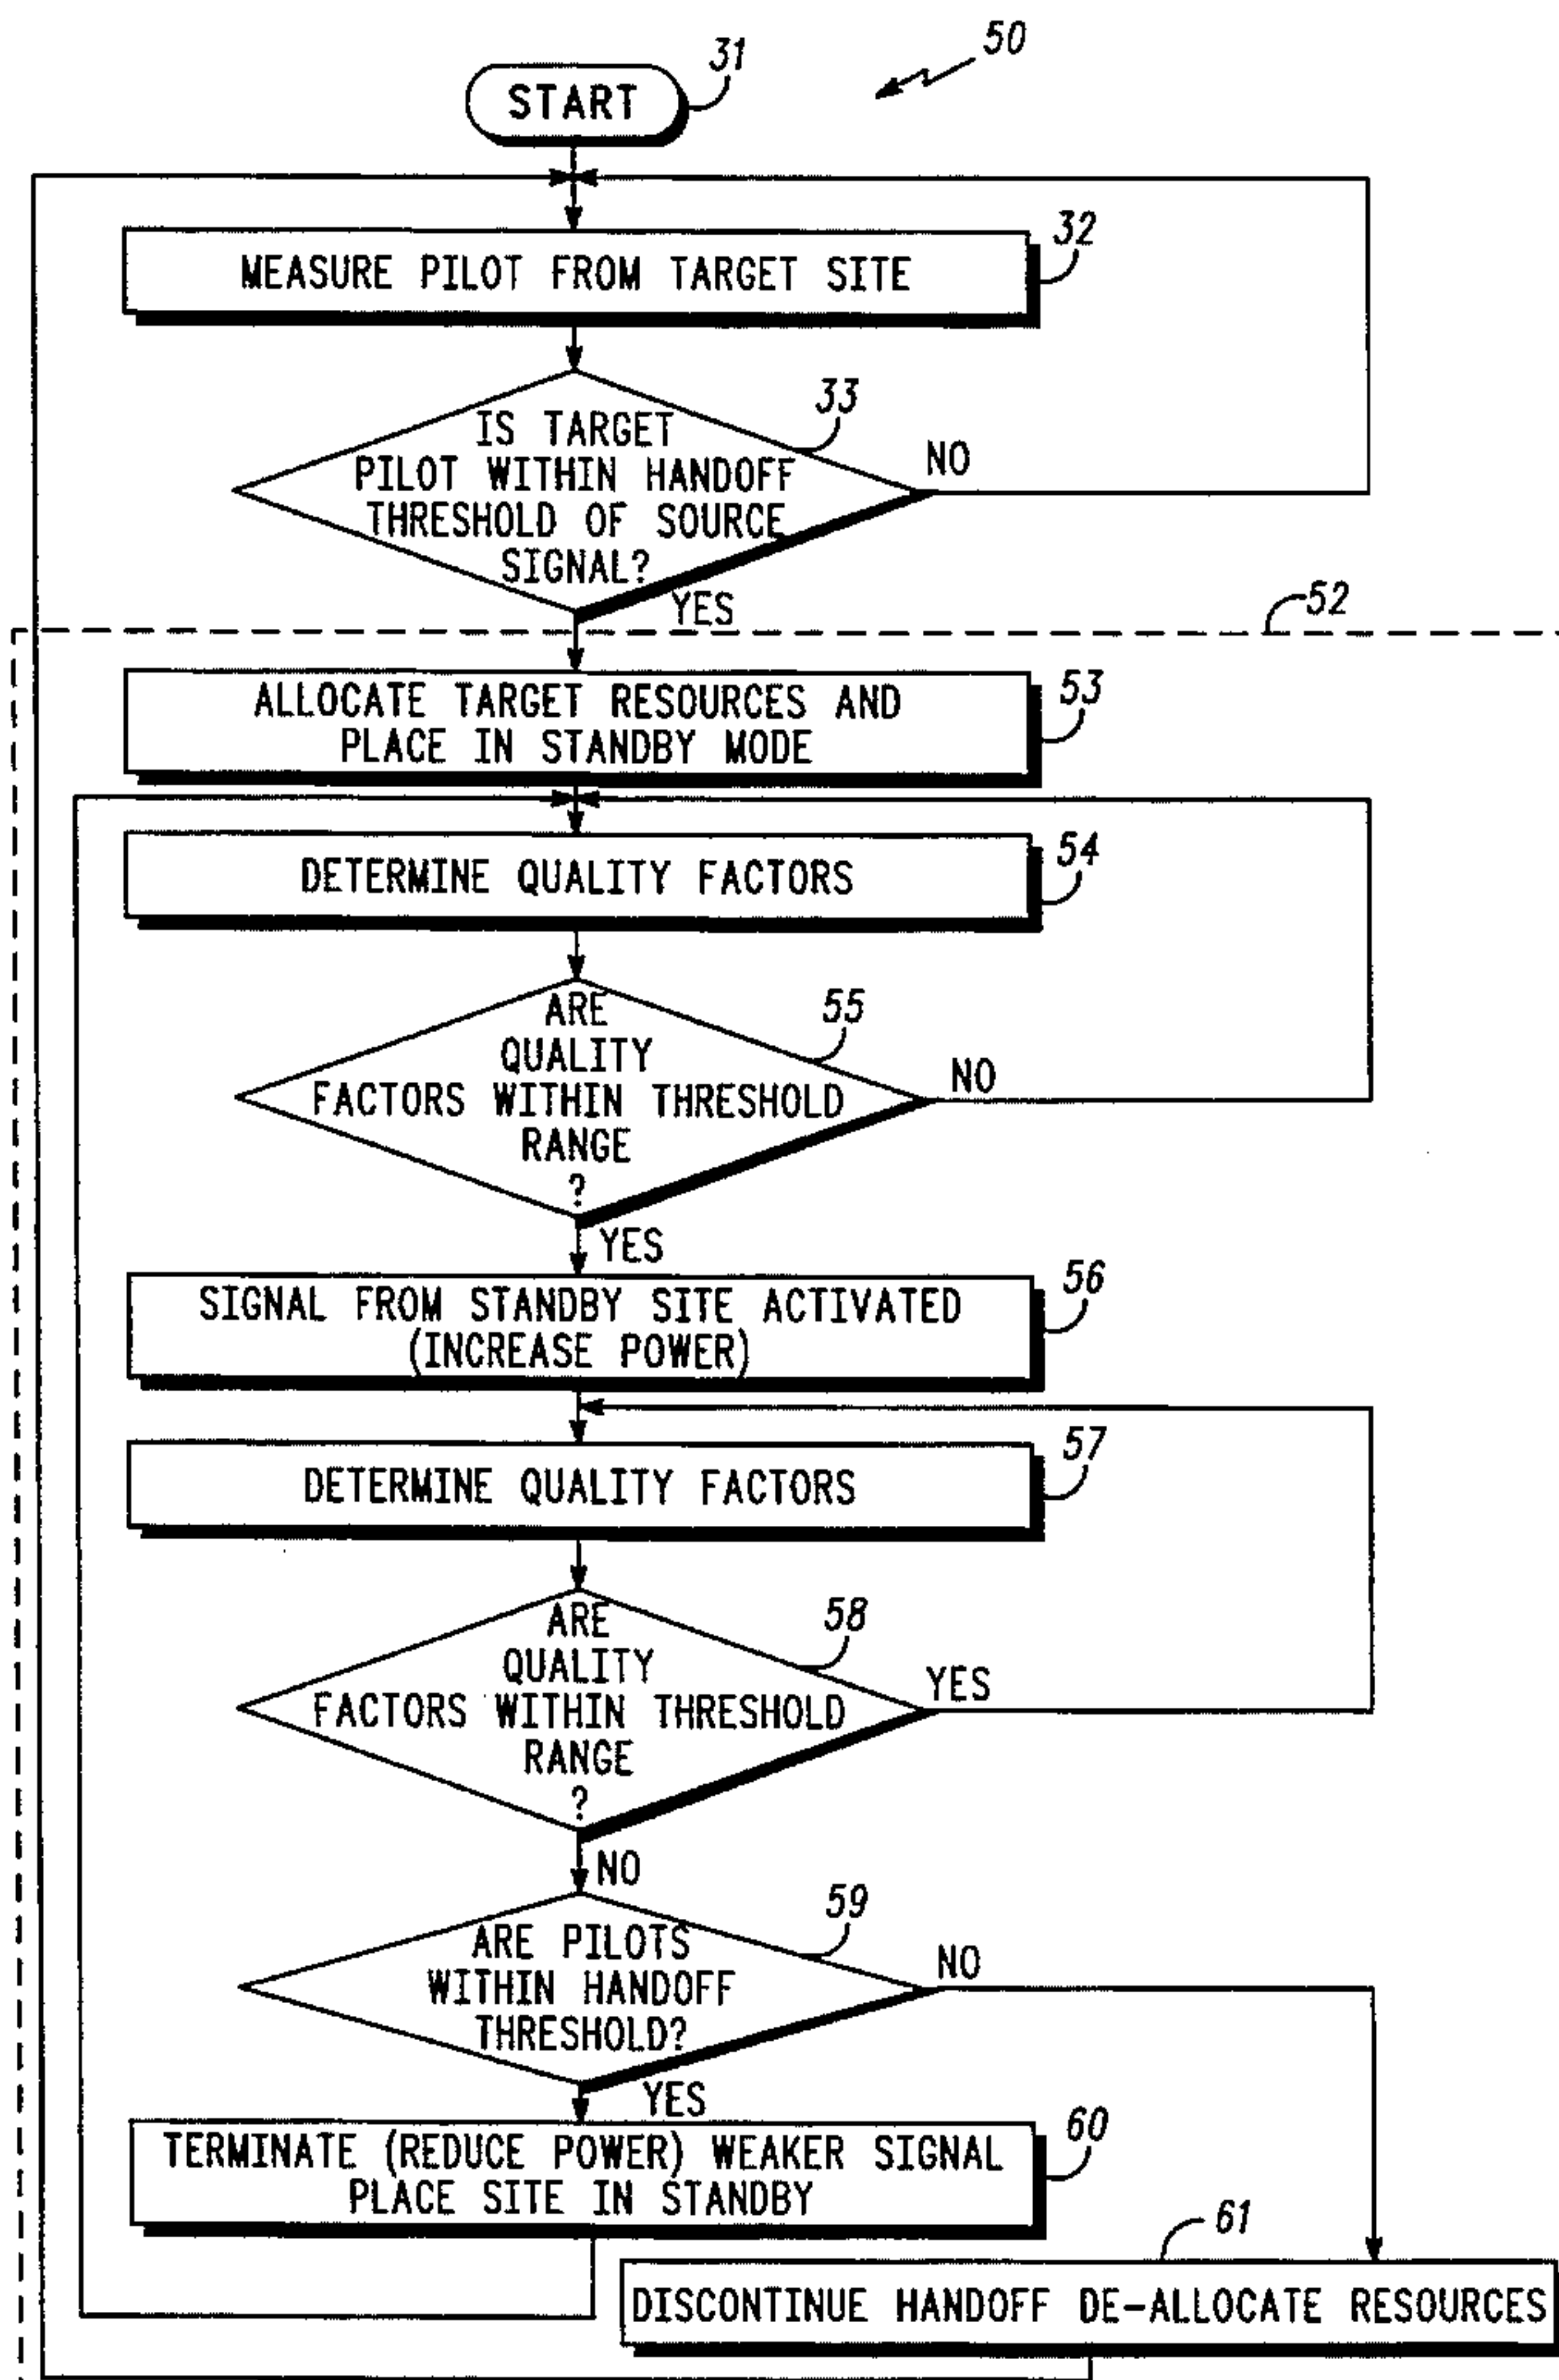 50
START
31
MEASURE PILOT FROM TARGET SITE
32
IS TARGET
PILOT WITHIN HANDOFF
THRESHOLD OF SOURCE
SIGNAL?
33
NO
YES
52
ALLOCATE TARGET RESOURCES AND
PLACE IN STANDBY MODE
53
DETERMINE QUALITY FACTORS
54
ARE
QUALITY
FACTORS WITHIN THRESHOLD
RANGE
?
55
NO
YES
SIGNAL FROM STANDBY SITE ACTIVATED
(INCREASE POWER)
56
DETERMINE QUALITY FACTORS
57
ARE
QUALITY
FACTORS WITHIN THRESHOLD
RANGE
?
58
YES
NO
ARE PILOTS
WITHIN HANDOFF
THRESHOLD?
59
NO
YES
TERMINATE (REDUCE POWER) WEAKER SIGNAL
PLACE SITE IN STANDBY
60
61
DISCONTINUE HANDOFF DE-ALLOCATE RESOURCES